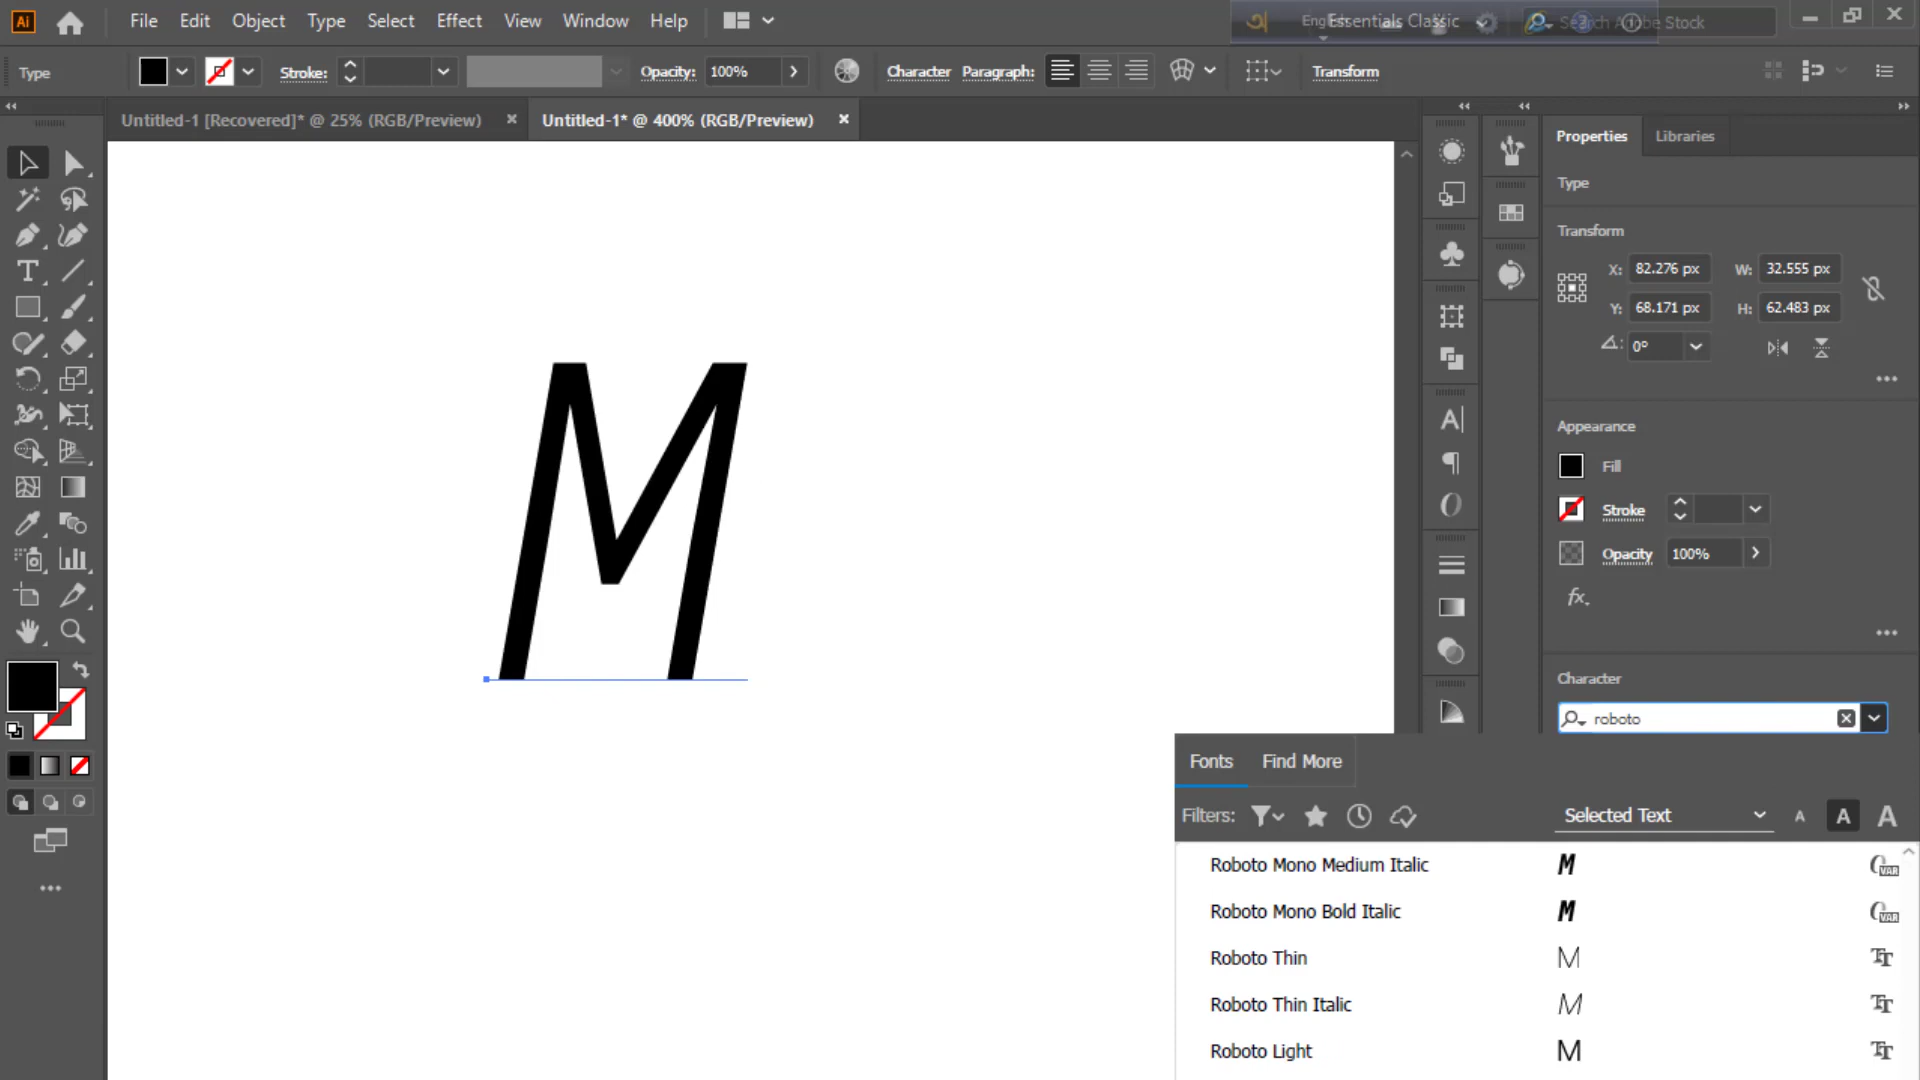 Ai File Edit Object Type Select Effect View Window Help Essentials Classic Search Adobe Stock
Type Stroke: Opacity: 100% Character Paragraph: Transform
Untitled-1 [Recovered]* @ 25% (RGB/Preview) Untitled-1* @ 400% (RGB/Preview)
Properties Libraries
Type
Transform
X: 82.276 px W: 32.555 px
Y: 68.171 px H: 62.483 px
0°
Appearance
Fill
Stroke
Opacity 100%
fx
Character
roboto
M
Fonts Find More
Filters: Selected Text A A A
Roboto Mono Medium Italic M
Roboto Mono Bold Italic M
Roboto Thin M
Roboto Thin Italic M
Roboto Light M